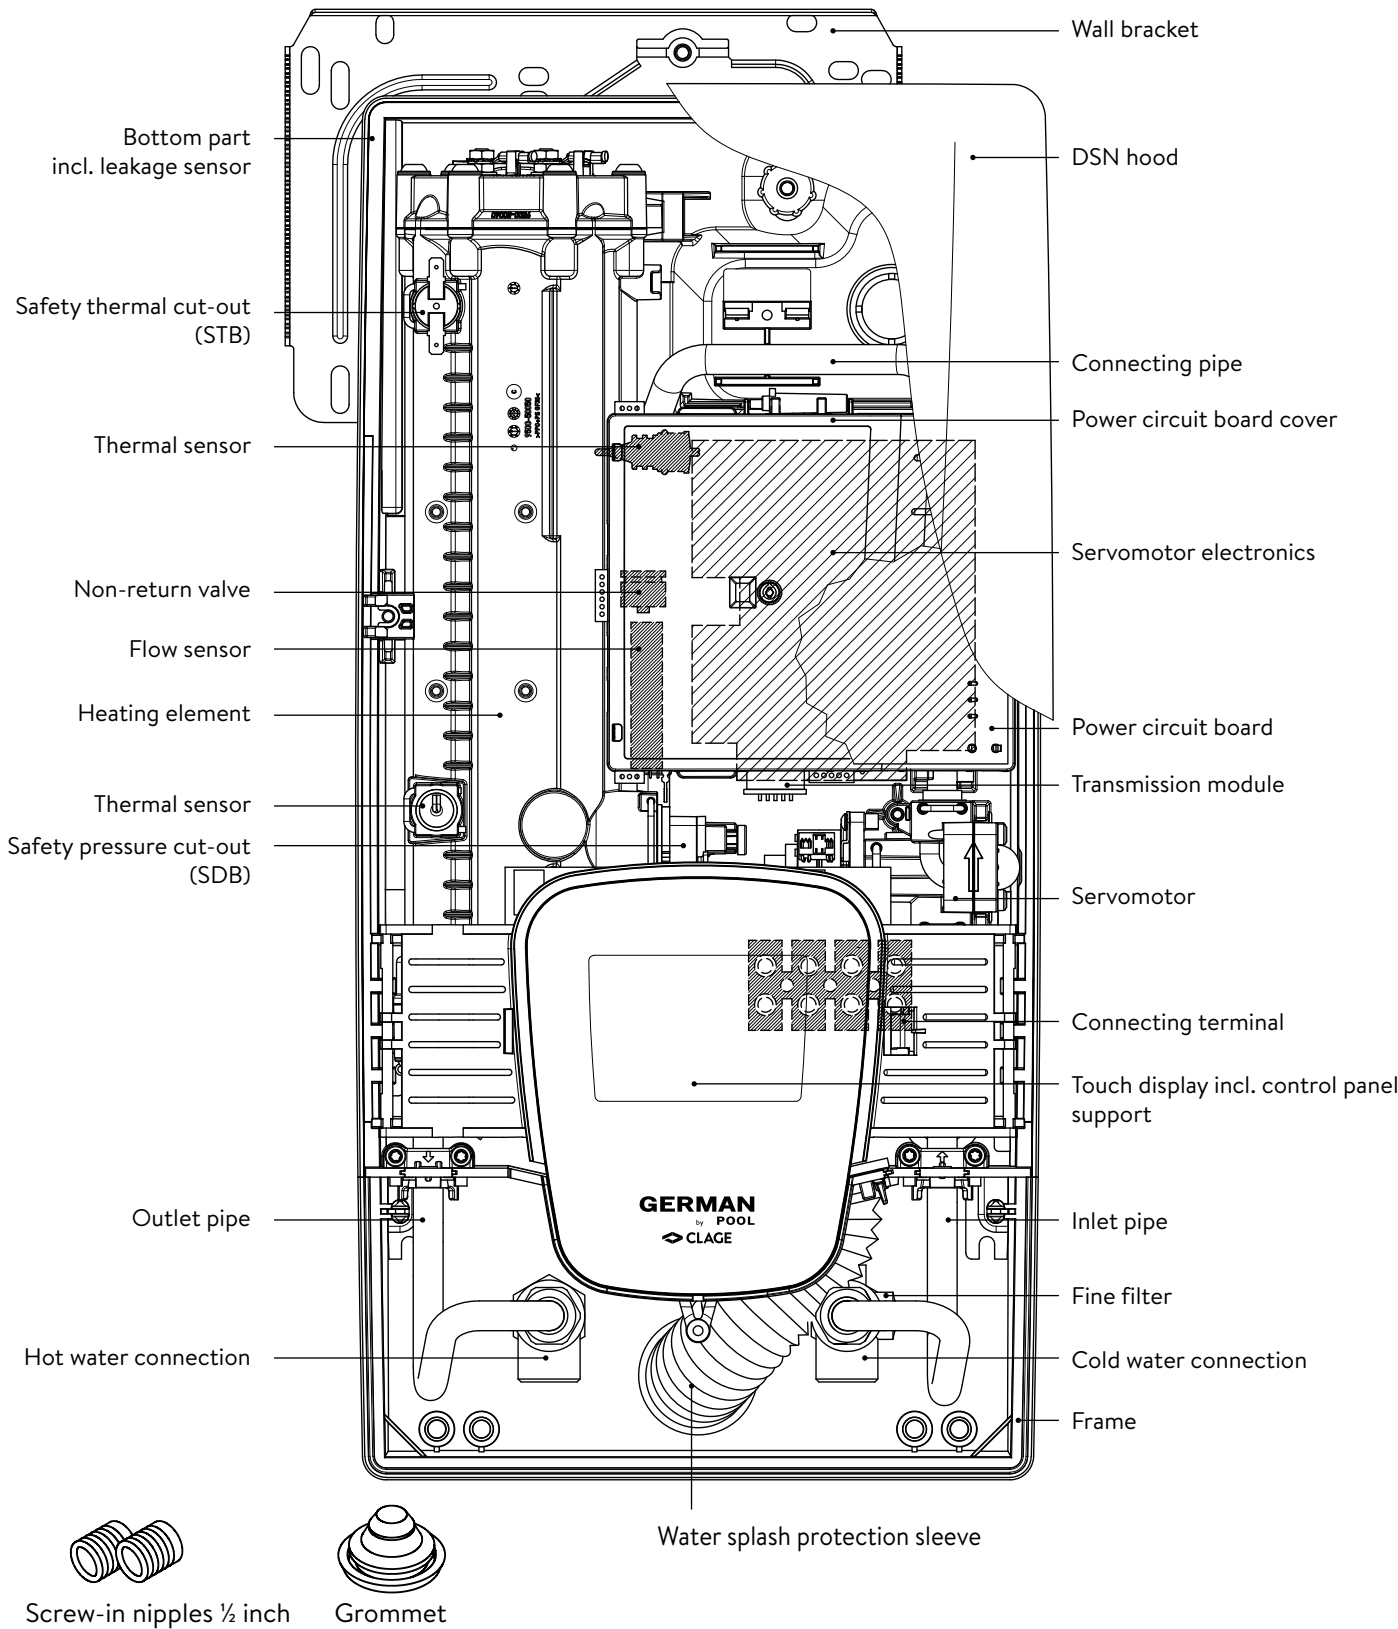 Wall bracket
Bottom part
incl. leakage sensor
DSN hood
Safety thermal cut-out
(STB)
Connecting pipe
Power circuit board cover
Thermal sensor
Servomotor electronics
Non-return valve
Flow sensor
Heating element
Power circuit board
Transmission module
Thermal sensor
Safety pressure cut-out
(SDB)
Servomotor
Connecting terminal
Touch display incl. control panel
support
GERMAN
by POOL
CLAGE
Outlet pipe
Inlet pipe
Fine filter
Hot water connection
Cold water connection
Frame
Water splash protection sleeve
Screw-in nipples ½ inch
Grommet